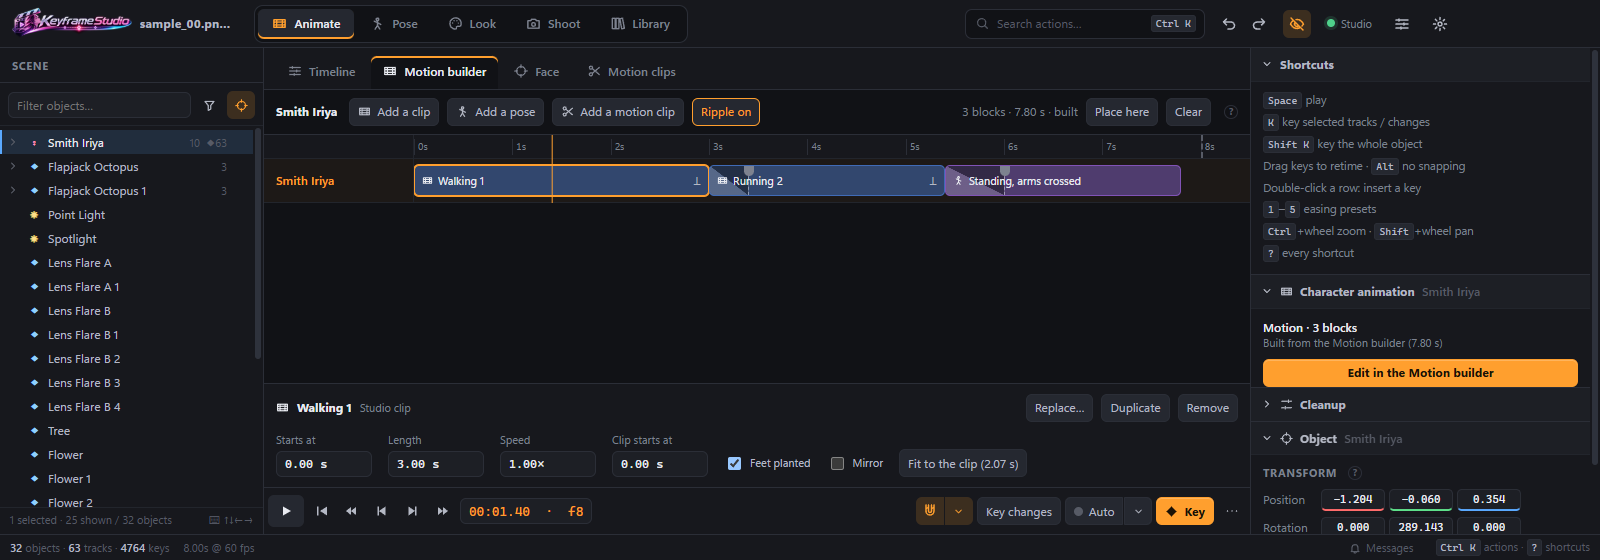 KeyframeStudio sample_00.pn... Animate Pose Look Shoot Library Search actions... Ctrl K Studio
SCENE
Filter objects...
Smith Iriya 10 63
Flapjack Octopus 3
Flapjack Octopus 1 3
Point Light
Spotlight
Lens Flare A
Lens Flare A 1
Lens Flare B
Lens Flare B 1
Lens Flare B 2
Lens Flare B 3
Lens Flare B 4
Tree
Flower
Flower 1
Flower 2
1 selected · 25 shown / 32 objects
Timeline Motion builder Face Motion clips
Smith Iriya Add a clip Add a pose Add a motion clip Ripple on 3 blocks · 7.80 s · built Place here Clear ?
0s 1s 2s 3s 4s 5s 6s 7s 8s
Smith Iriya Walking 1 Running 2 Standing, arms crossed
Walking 1 Studio clip Replace... Duplicate Remove
Starts at Length Speed Clip starts at
0.00 s 3.00 s 1.00× 0.00 s Feet planted Mirror Fit to the clip (2.07 s)
00:01.40 · f8 Key changes Auto Key
Shortcuts
Space play
K key selected tracks / changes
Shift K key the whole object
Drag keys to retime · Alt no snapping
Double-click a row: insert a key
1–5 easing presets
Ctrl +wheel zoom · Shift +wheel pan
? every shortcut
Character animation Smith Iriya
Motion · 3 blocks
Built from the Motion builder (7.80 s)
Edit in the Motion builder
Cleanup
Object Smith Iriya
TRANSFORM ?
Position −1.204 −0.060 0.354
Rotation 0.000 289.143 0.000
32 objects · 63 tracks · 4764 keys 8.00s @ 60 fps Messages Ctrl K actions · ? shortcuts